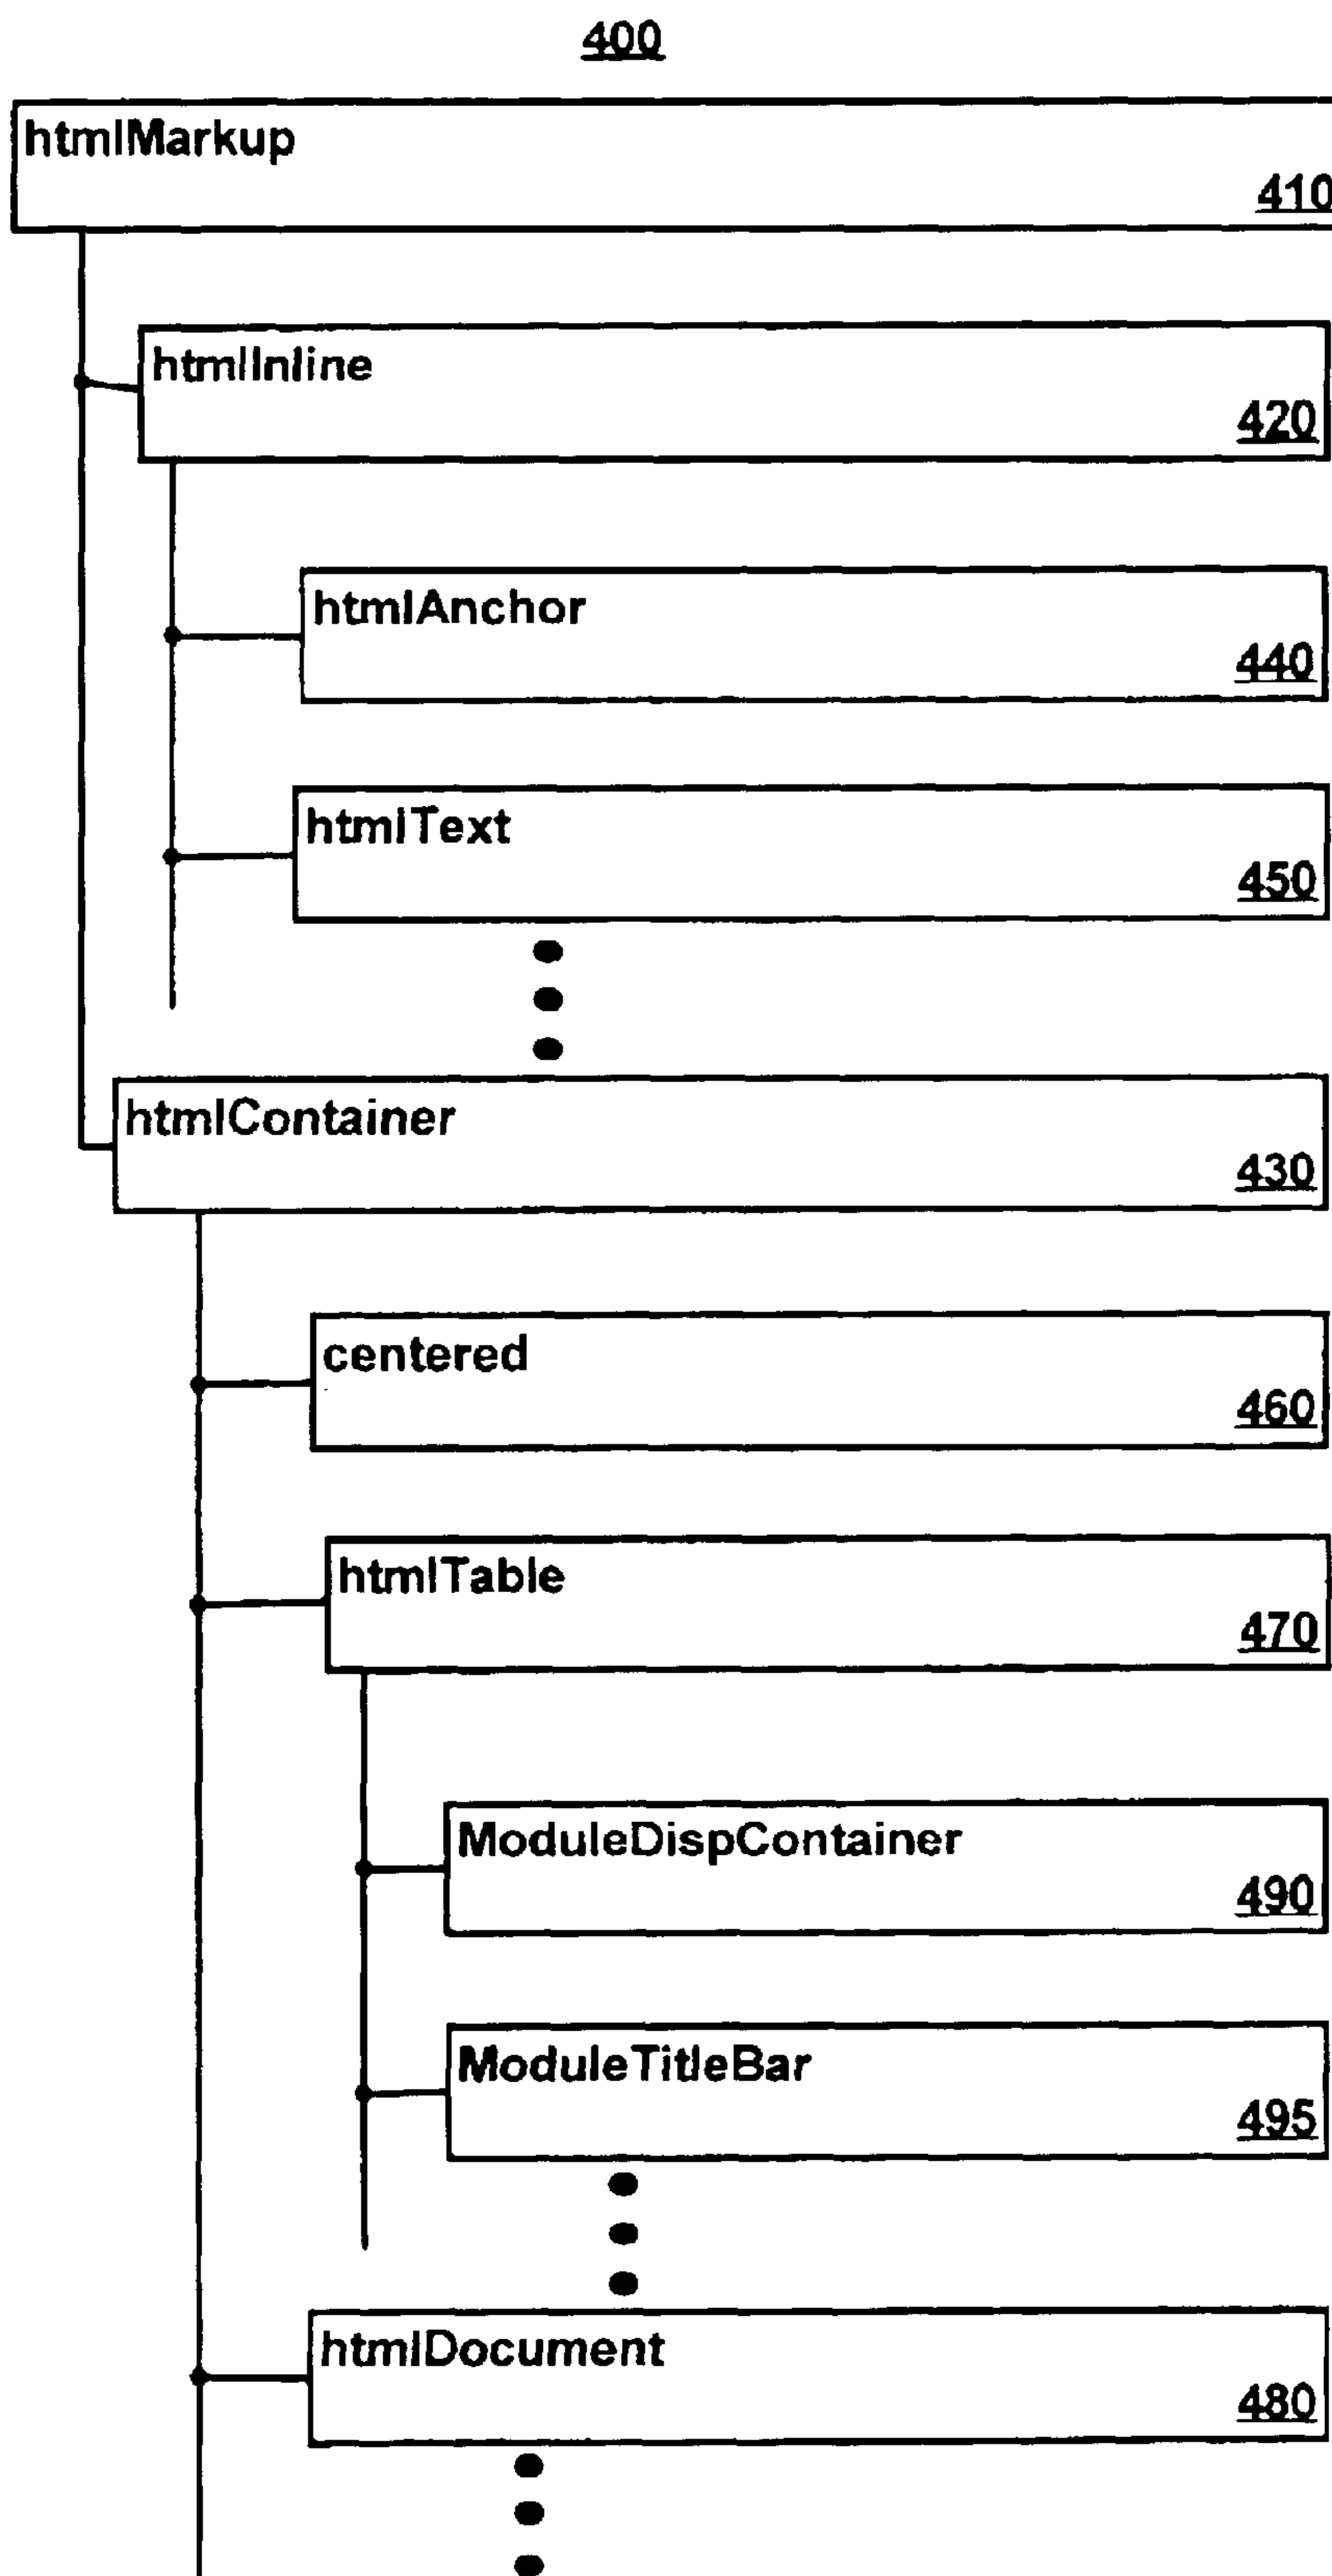 400
htmlMarkup
410
htmlInline
420
htmlAnchor
440
htmlText
450
htmlContainer
430
centered
460
htmlTable
470
ModuleDispContainer
490
ModuleTitleBar
495
htmlDocument
480